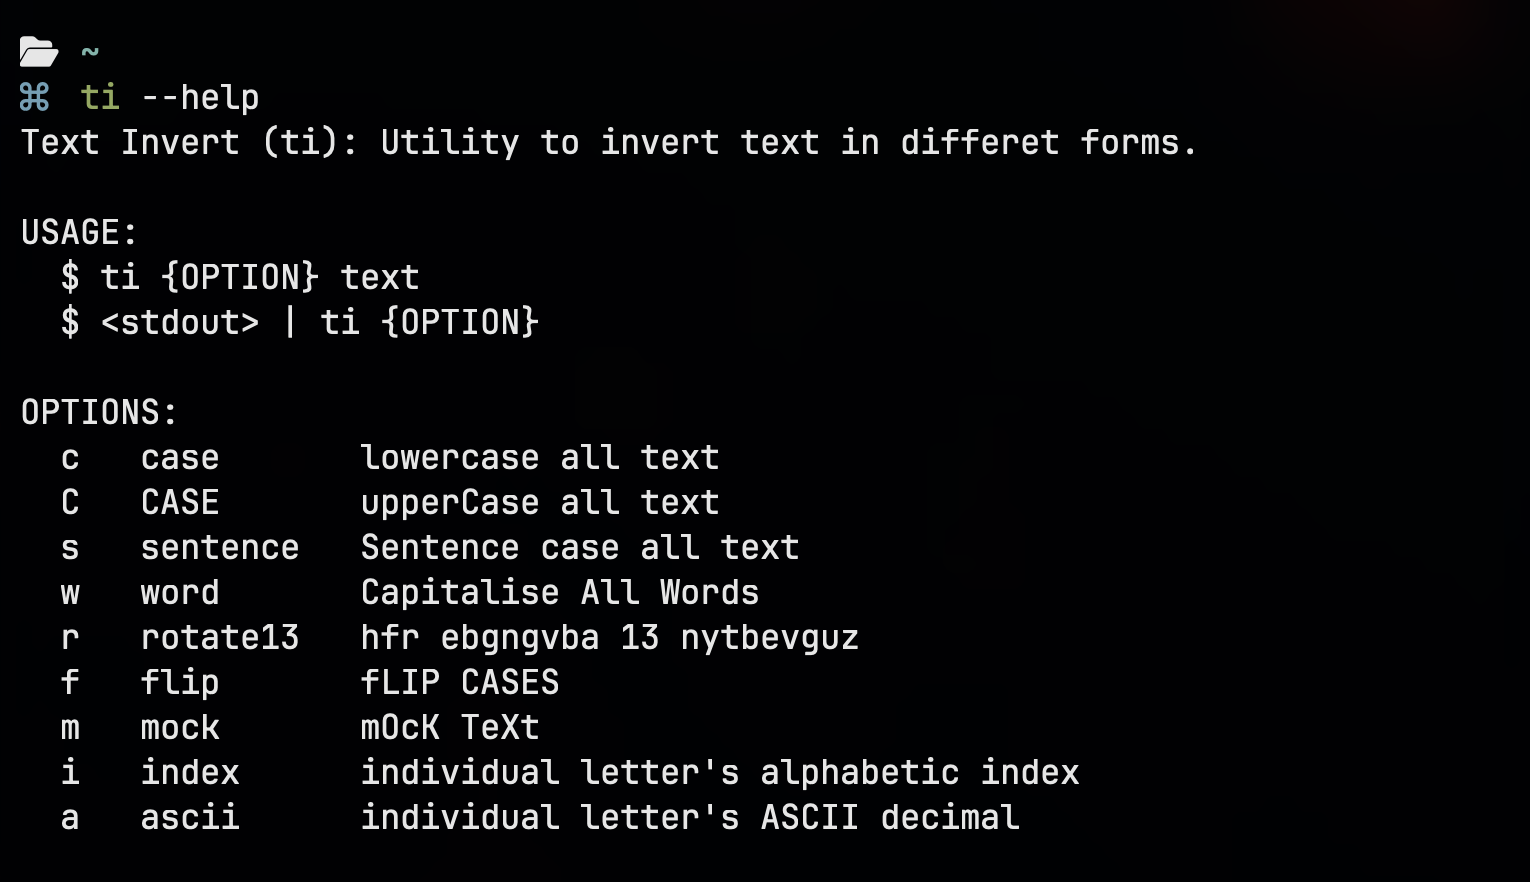 ~
⌘ ti --help
Text Invert (ti): Utility to invert text in differet forms.
USAGE:
$ ti {OPTION} text
$ <stdout> | ti {OPTION}
OPTIONS:
c case lowercase all text
C CASE upperCase all text
s sentence Sentence case all text
w word Capitalise All Words
r rotate13 hfr ebgngvba 13 nytbevguz
f flip fLIP CASES
m mock mOcK TeXt
i index individual letter's alphabetic index
a ascii individual letter's ASCII decimal